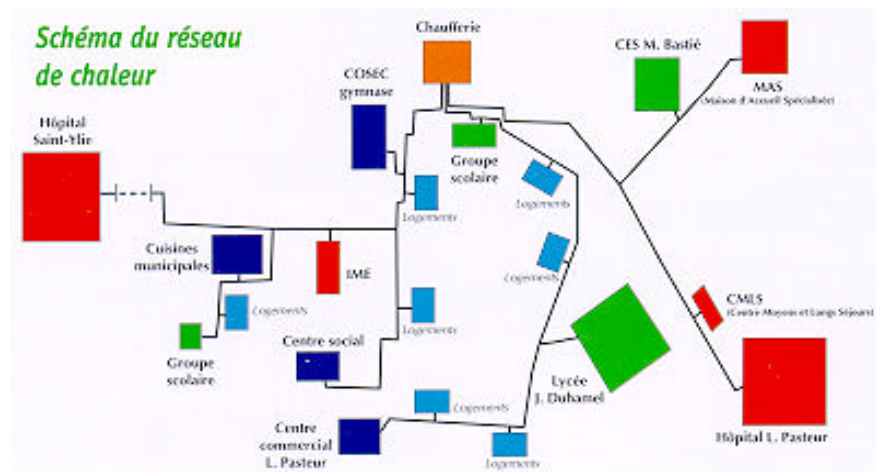 Schéma du réseau
de chaleur
Chaufferie
COSEC
gymnase
CES M. Bastié
MAS
(Maison d'Accueil Spécialisée)
Hôpital
Saint-Ylie
Groupe
scolaire
Logements
Logements
Cuisines
municipales
IME
Logements
Logements
Logements
CMLS
(Centre Moyens et Longs Séjours)
Centre social
Groupe
scolaire
Lycée
J. Duhamel
Logements
Centre
commercial
L. Pasteur
Hôpital L. Pasteur
Logements